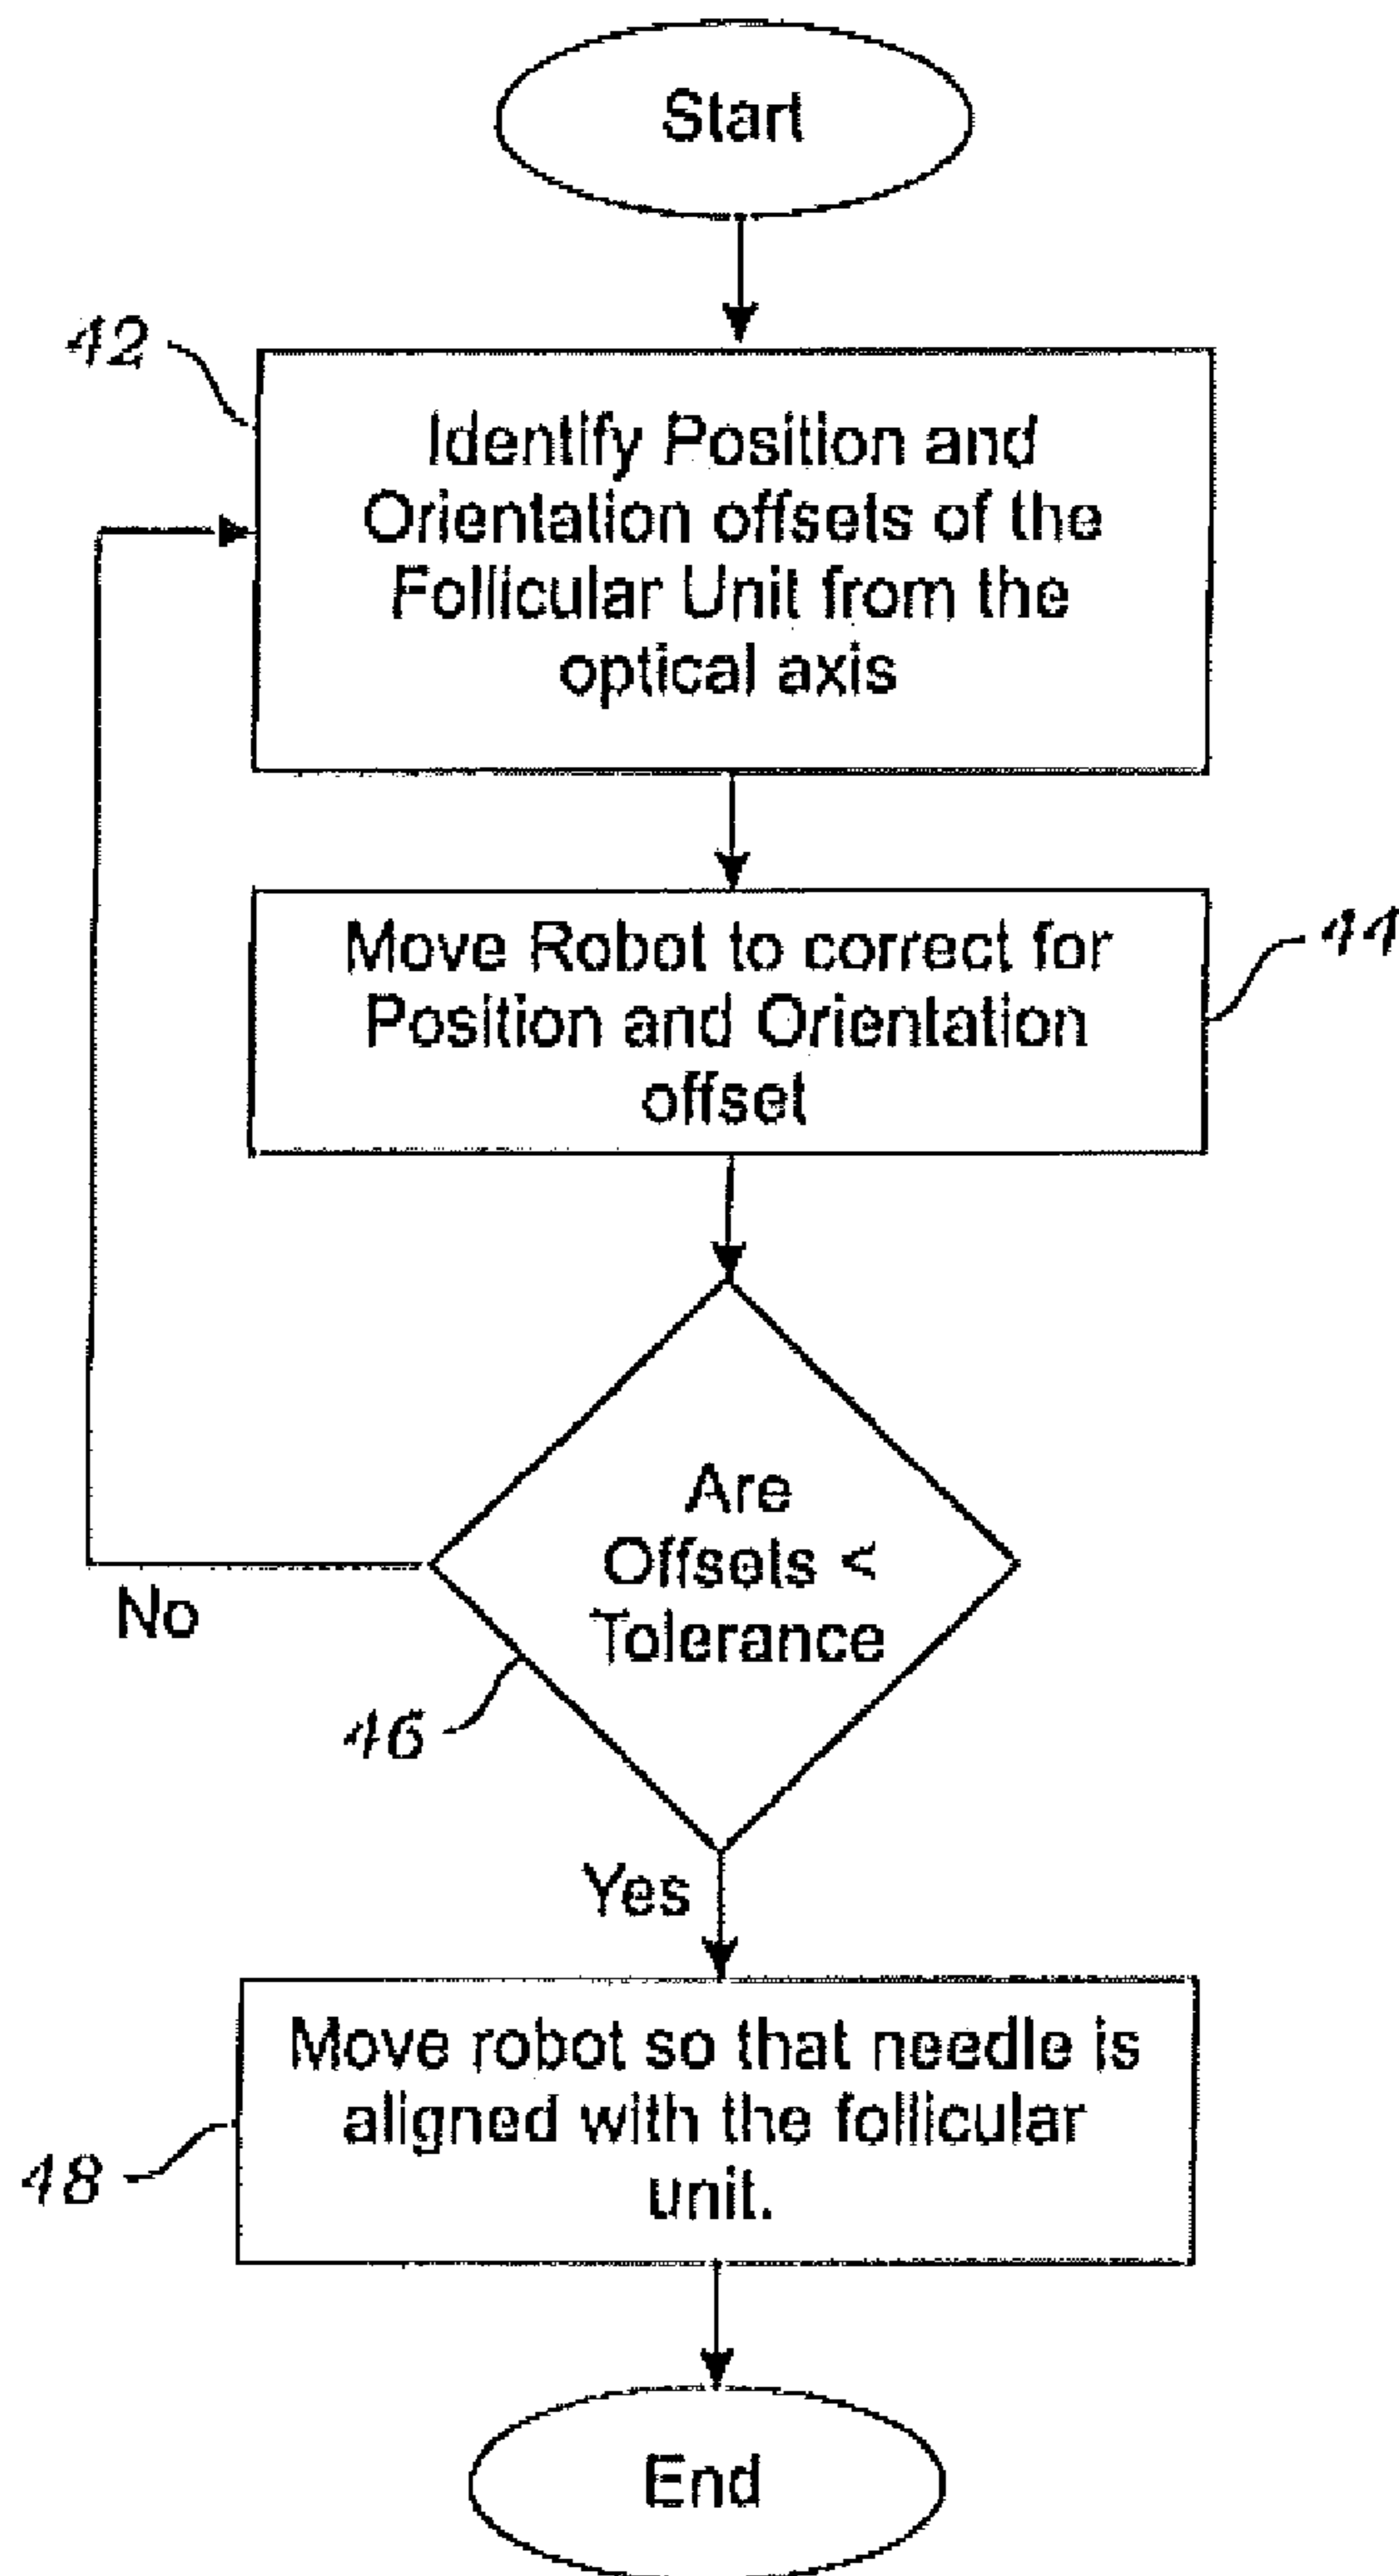 Start
42
Identify Position and
Orientation offsets of the
Follicular Unit from the
optical axis
Move Robot to correct for
Position and Orientation
offset
44
Are
Offsets <
Tolerance
No
46
Yes
Move robot so that needle is
aligned with the follicular
unit.
48
End